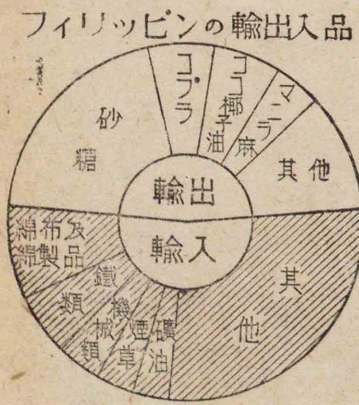 フィリッピンの輸出入品
砂糖
コプラ
ココ椰子油
マニラ麻
其他
輸出
輸入
綿布及
綿製品
鐵類
機械類
煙草
礦油
其他